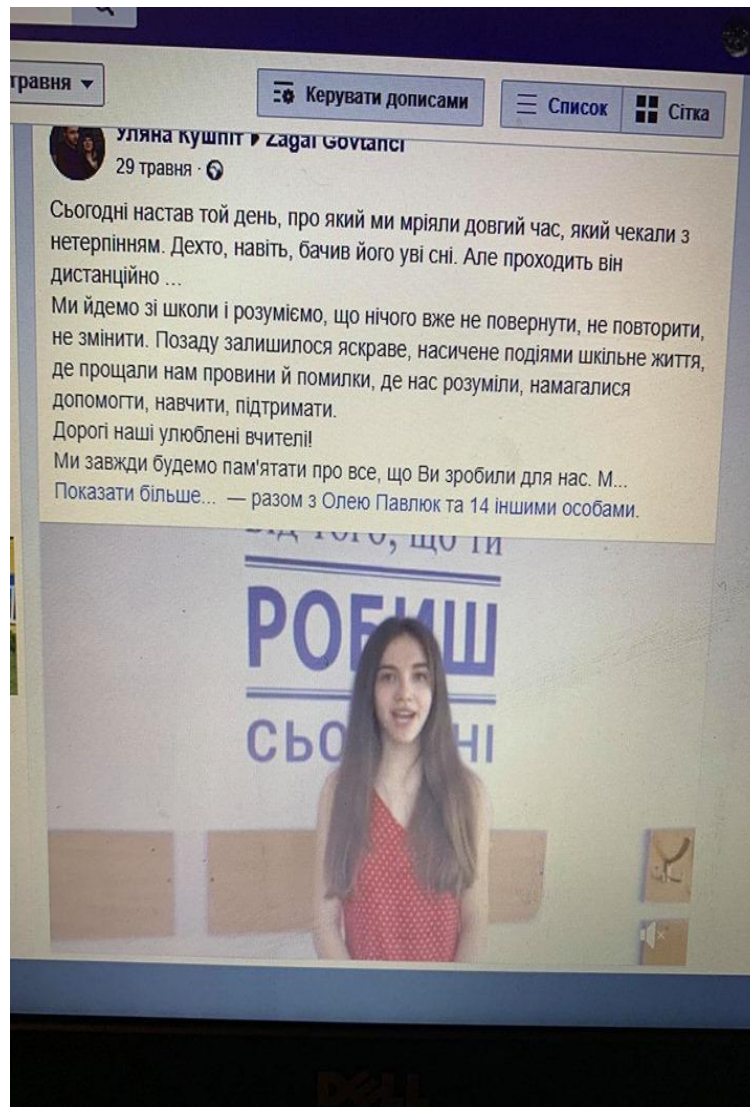 травня
Керувати дописами
Список
Сітка
Уляна Кушпіт ▸ Zagal Govtanci
29 травня ·
Сьогодні настав той день, про який ми мріяли довгий час, який чекали з
нетерпінням. Дехто, навіть, бачив його уві сні. Але проходить він
дистанційно ...
Ми йдемо зі школи і розуміємо, що нічого вже не повернути, не повторити,
не змінити. Позаду залишилося яскраве, насичене подіями шкільне життя,
де прощали нам провини й помилки, де нас розуміли, намагалися
допомогти, навчити, підтримати.
Дорогі наші улюблені вчителі!
Ми завжди будемо пам'ятати про все, що Ви зробили для нас. М...
Показати більше... — разом з Олею Павлюк та 14 іншими особами.
від того, що ти
РОБИШ
СЬО НІ
DELL